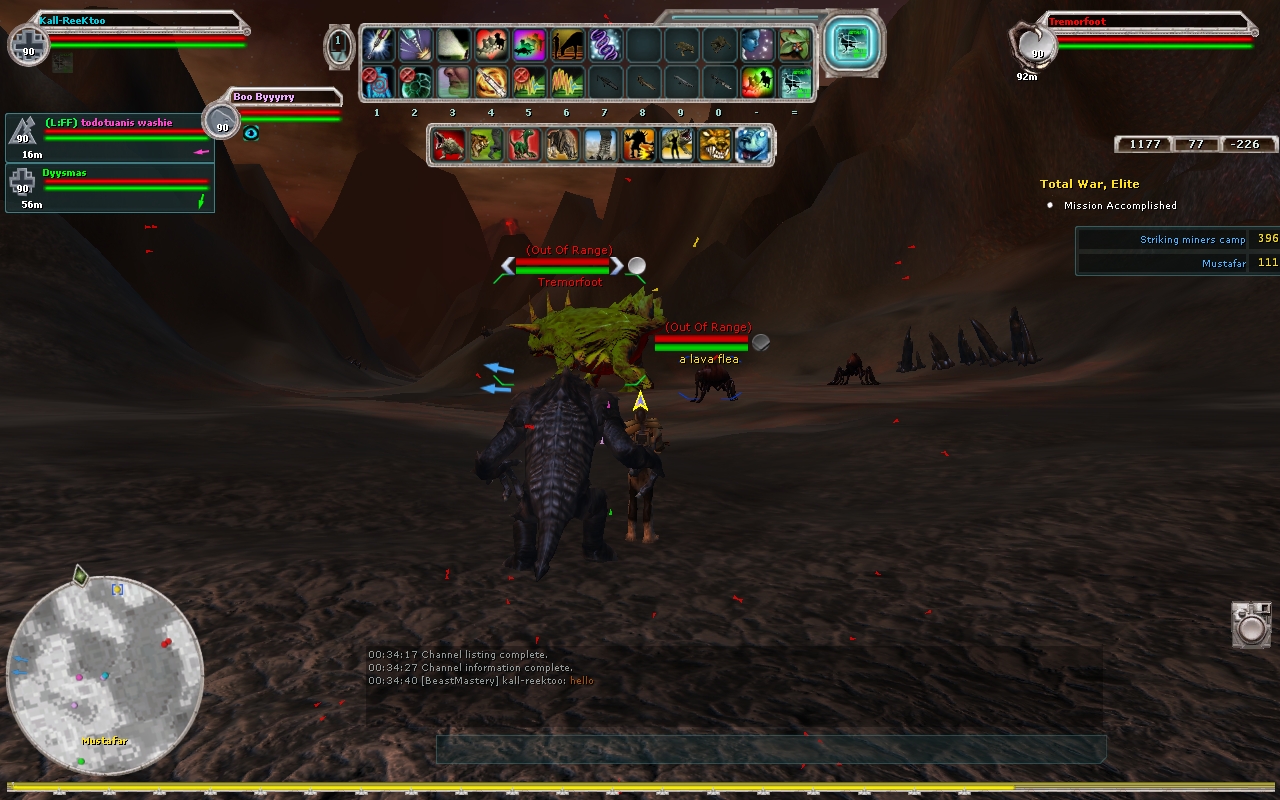 Kall-ReeKtoo
90
1
Tremorfoot
90
92m
Boo Byyyrry
90
1 2 3 4 5 6 7 8 9 0 - =
(L:FF) todotuanis washie
90
16m
Dyysmas
90
56m
1177 77 -226
Total War, Elite
Mission Accomplished
Striking miners camp 396
Mustafar 111
(Out Of Range)
Tremorfoot
(Out Of Range)
a lava flea
00:34:17 Channel listing complete.
00:34:27 Channel information complete.
00:34:40 [BeastMastery] kall-reektoo: hello
Mustafar